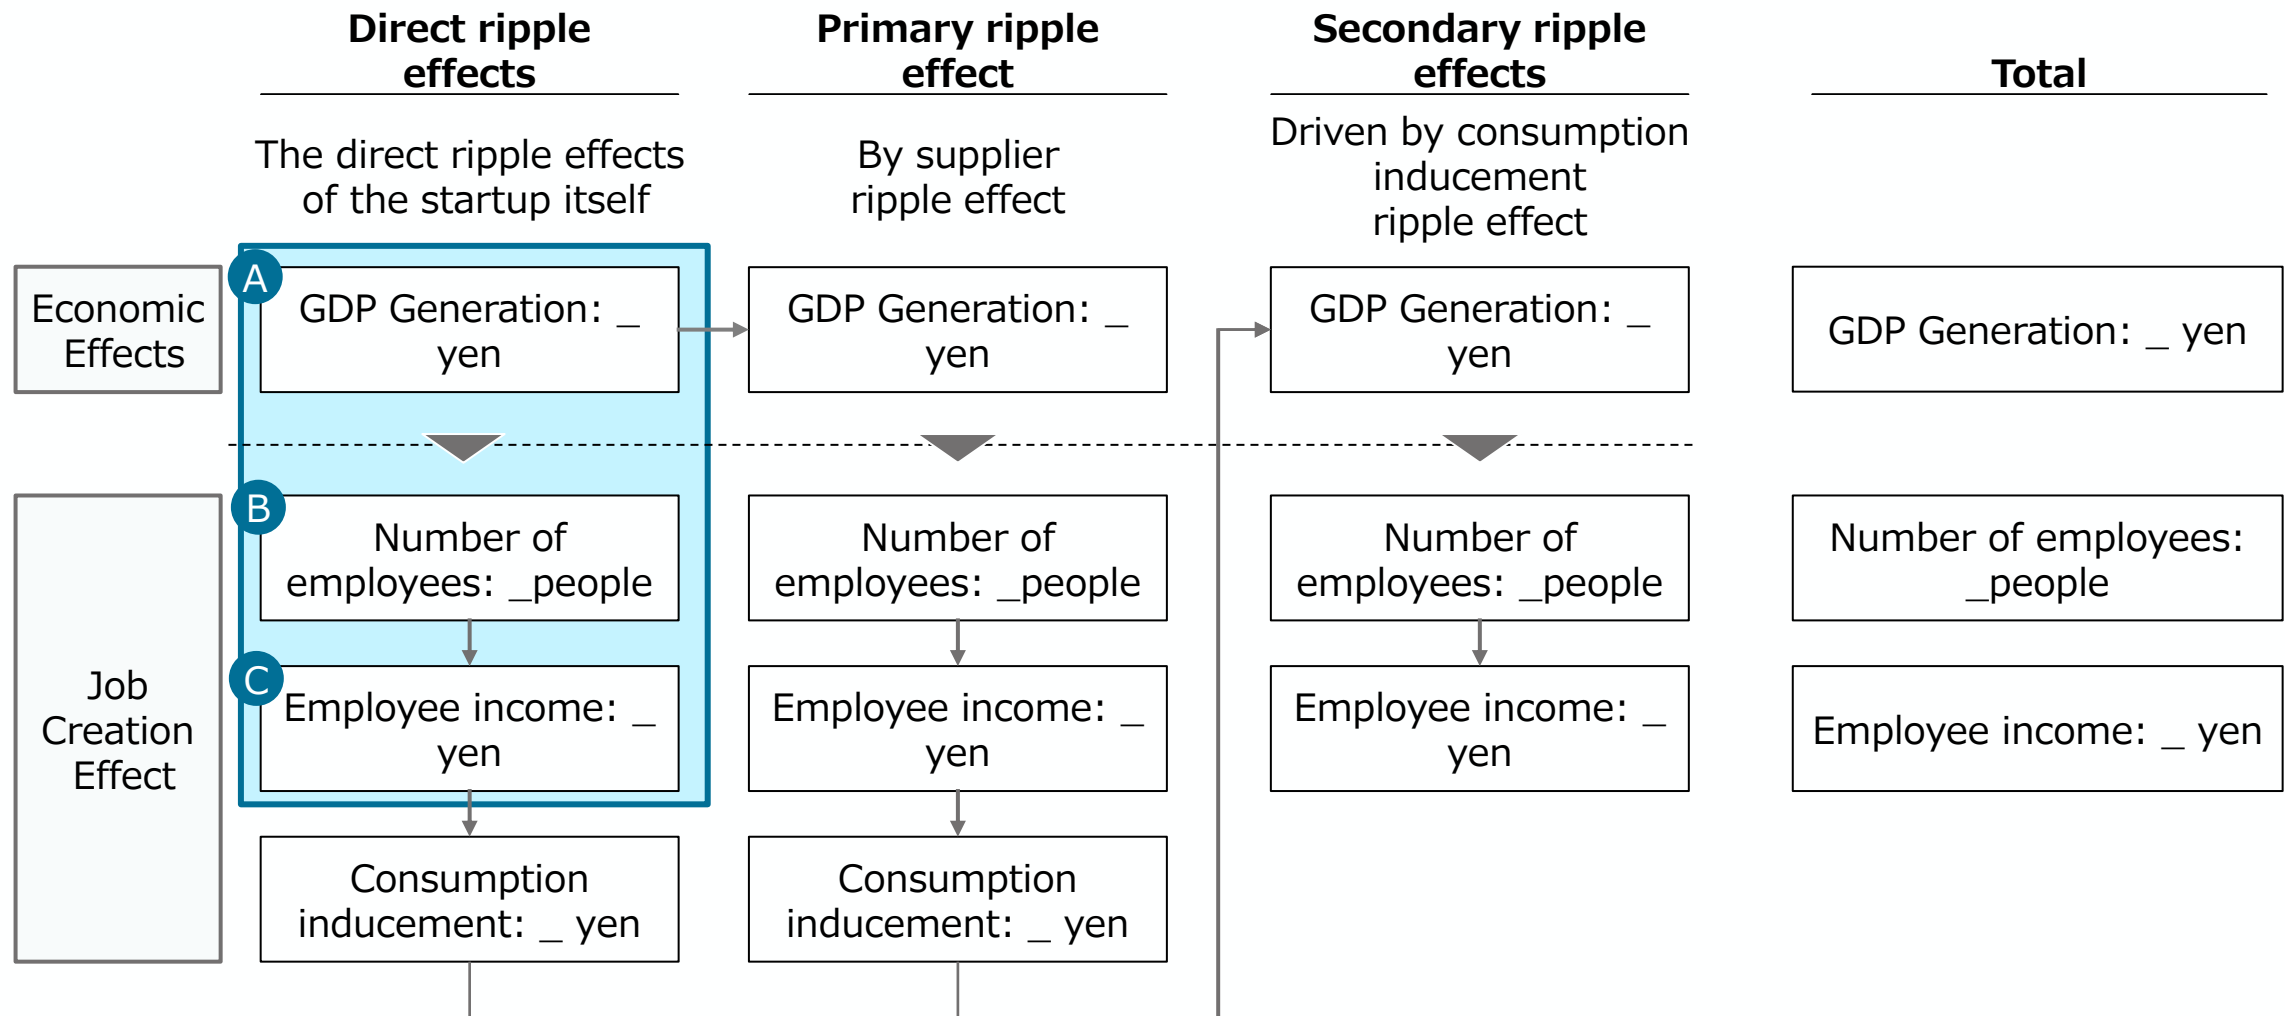 Direct ripple
effects
Primary ripple
effect
Secondary ripple
effects
Total
The direct ripple effects
of the startup itself
By supplier
ripple effect
Driven by consumption
inducement
ripple effect
Economic
Effects
A
GDP Generation: _
yen
GDP Generation: _
yen
GDP Generation: _
yen
GDP Generation: _ yen
Job
Creation
Effect
B
Number of
employees: _people
Number of
employees: _people
Number of
employees: _people
Number of employees:
_people
C
Employee income: _
yen
Employee income: _
yen
Employee income: _
yen
Employee income: _ yen
Consumption
inducement: _ yen
Consumption
inducement: _ yen